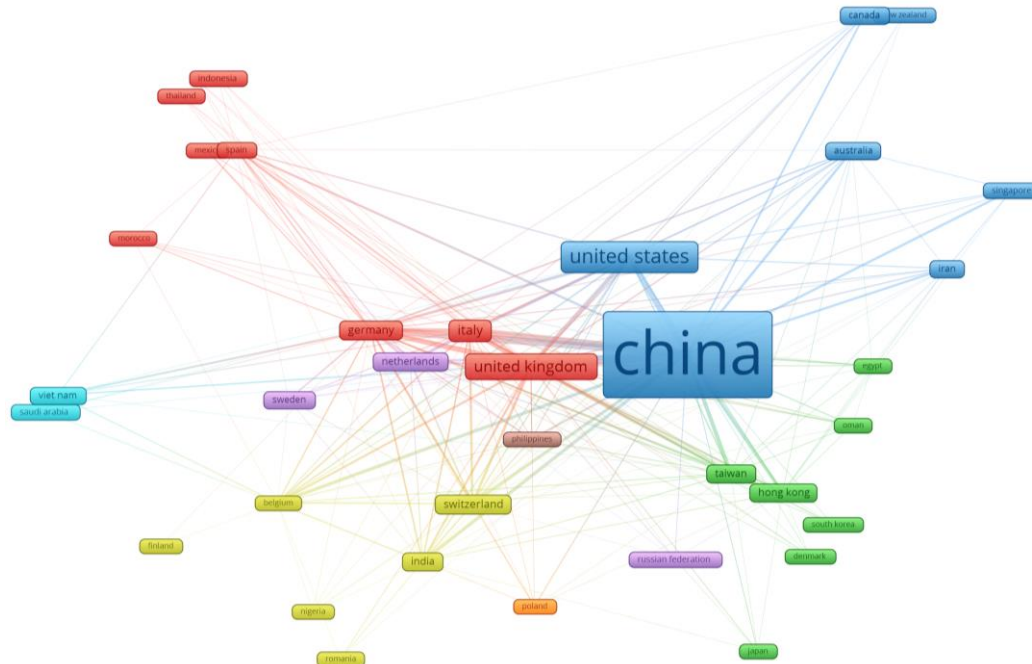 canada
w zealand
indonesia
thailand
mexic
spain
australia
singapore
morocco
united states
iran
germany
italy
netherlands
united kingdom
china
egypt
viet nam
saudi arabia
sweden
oman
philippines
taiwan
hong kong
belgium
switzerland
south korea
finland
india
russian federation
denmark
nigeria
poland
japan
romania